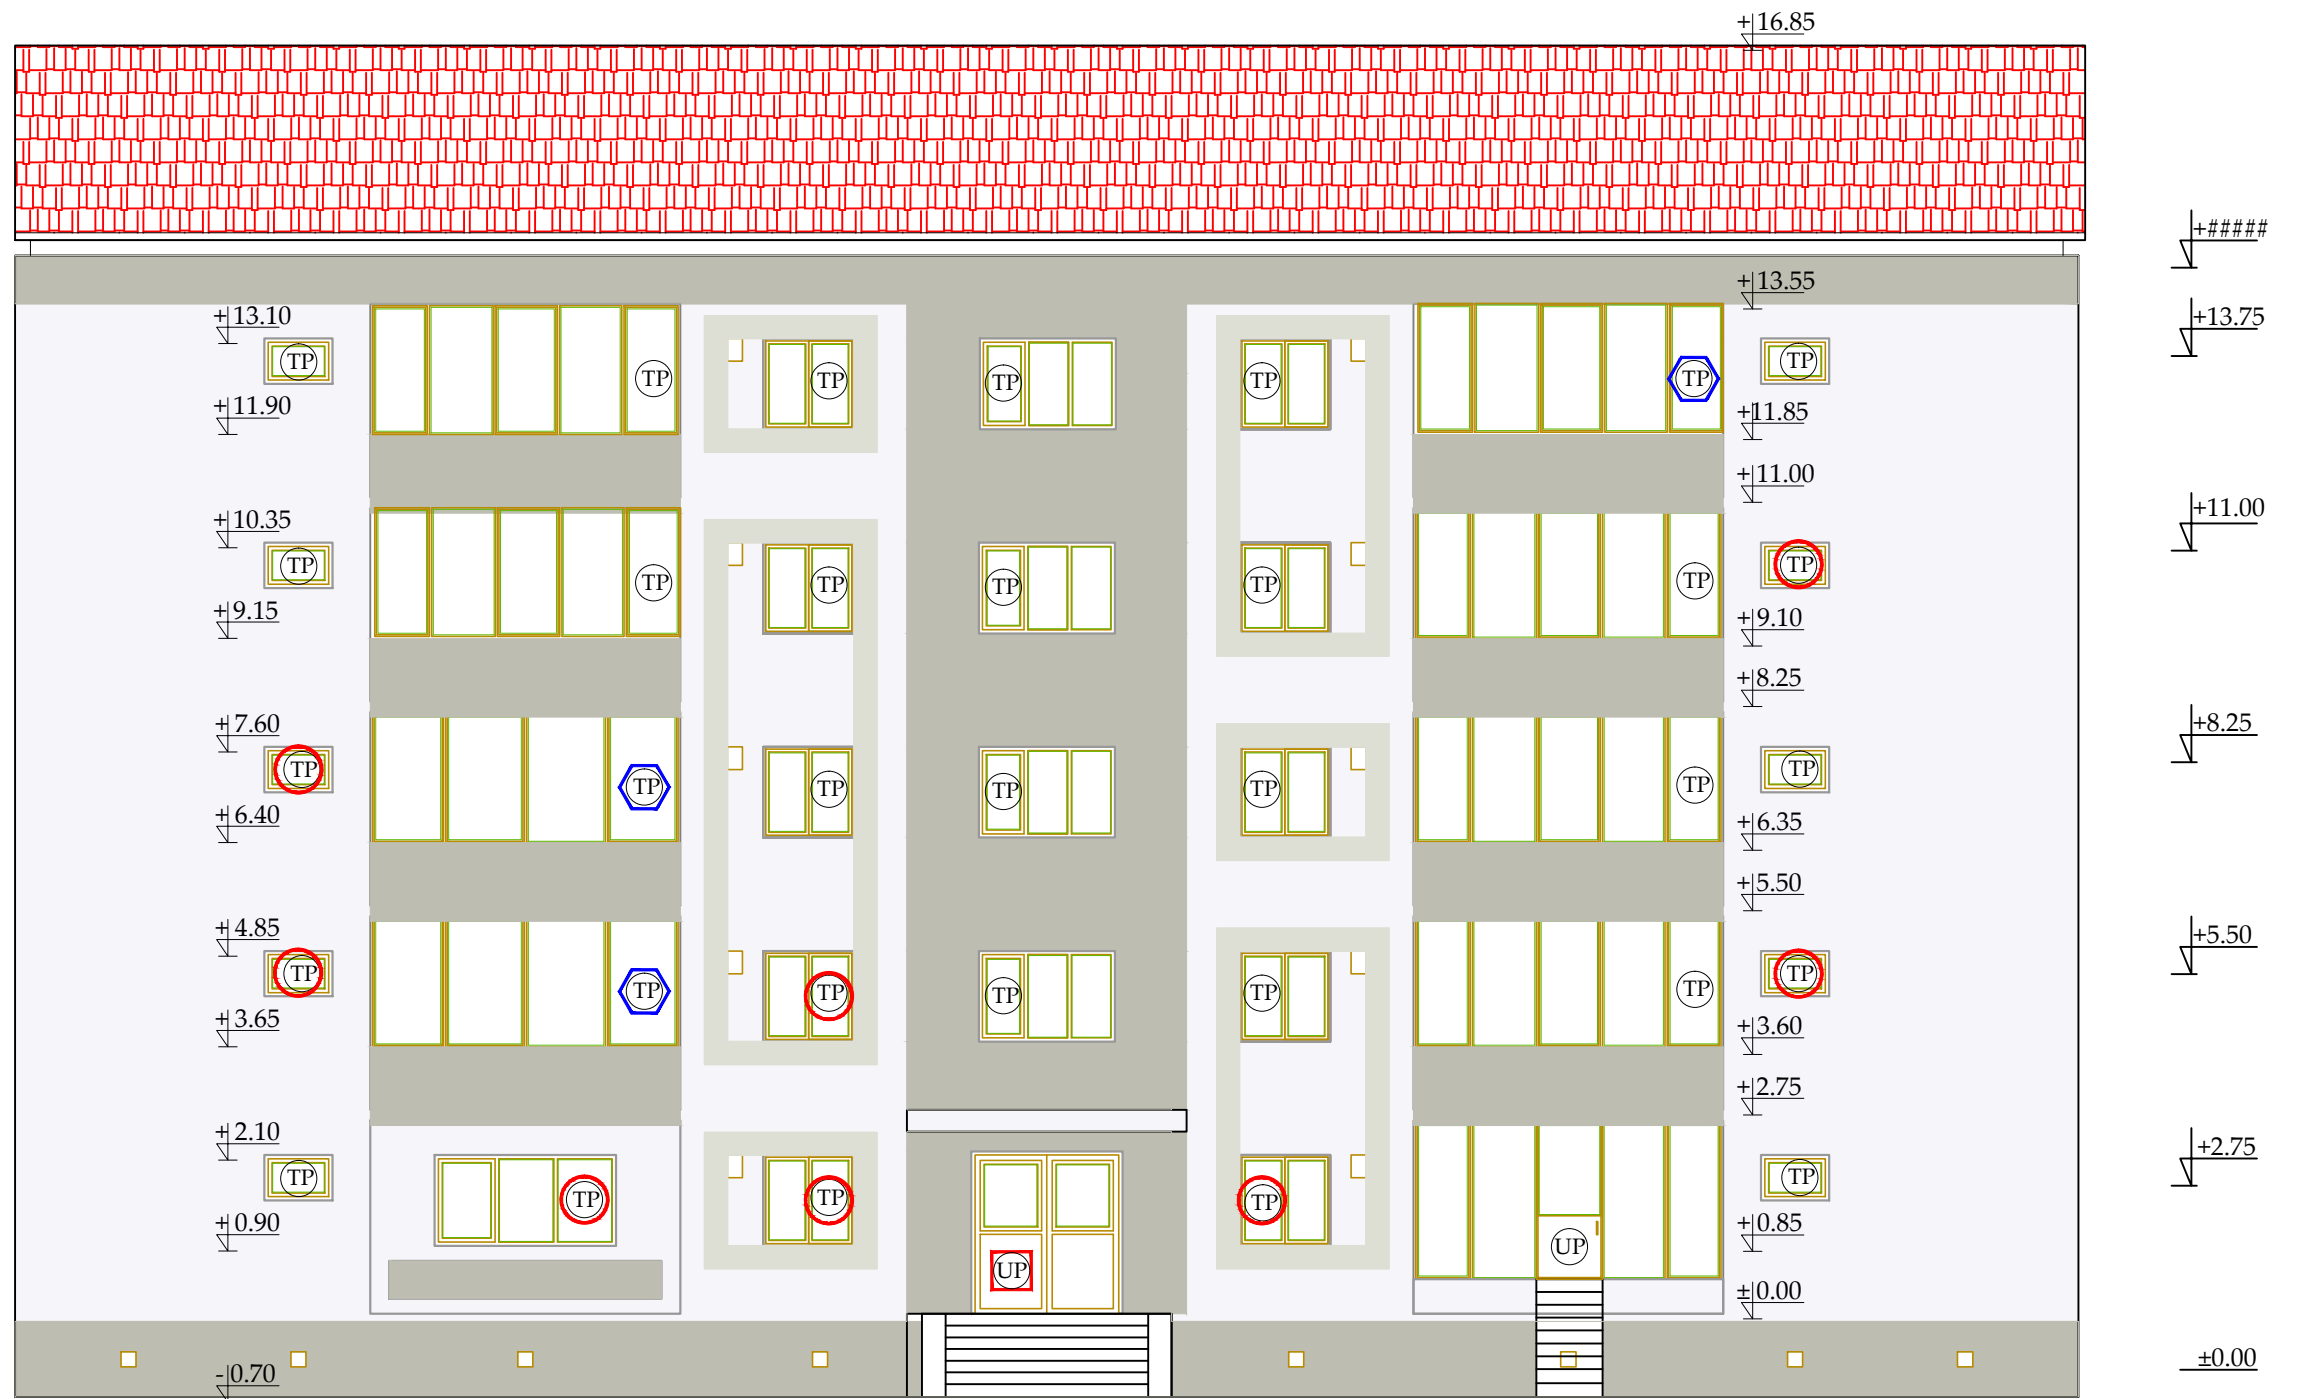 +16.85
+#####
+13.55
+13.10
+13.75
TP
TP
TP TP TP TP TP TP
+11.90
+11.85
+11.00
+10.35
+11.00
TP TP
TP TP TP TP TP TP
+9.15
+9.10
+8.25
+7.60
+8.25
TP TP
TP TP TP TP TP TP
+6.40
+6.35
+5.50
+4.85
+5.50
TP TP
TP TP TP TP TP TP
+3.65
+3.60
+2.75
+2.10
+2.75
TP TP
TP TP TP
+0.90
+0.85
UP
UP
±0.00
±0.00
-0.70